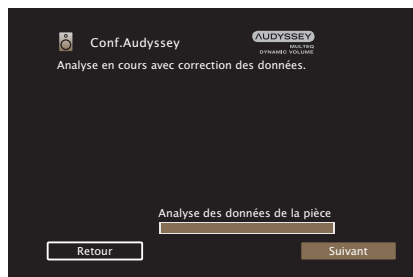 Conf.Audyssey
AUDYSSEY
MULTEQ
DYNAMIC VOLUME
Analyse en cours avec correction des données.
Analyse des données de la pièce
Retour
Suivant